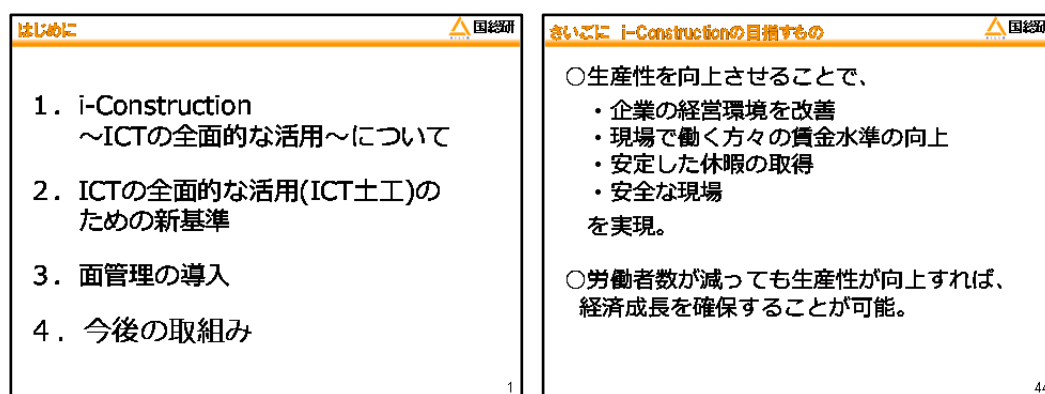 はじめに
国総研
1．i-Construction
～ICTの全面的な活用～について
2．ICTの全面的な活用(ICT土工)の
ための新基準
3．面管理の導入
4．今後の取組み
1
さいごに i-Constructionの目指すもの
国総研
○生産性を向上させることで、
・企業の経営環境を改善
・現場で働く方々の賃金水準の向上
・安定した休暇の取得
・安全な現場
を実現。
○労働者数が減っても生産性が向上すれば、
経済成長を確保することが可能。
44